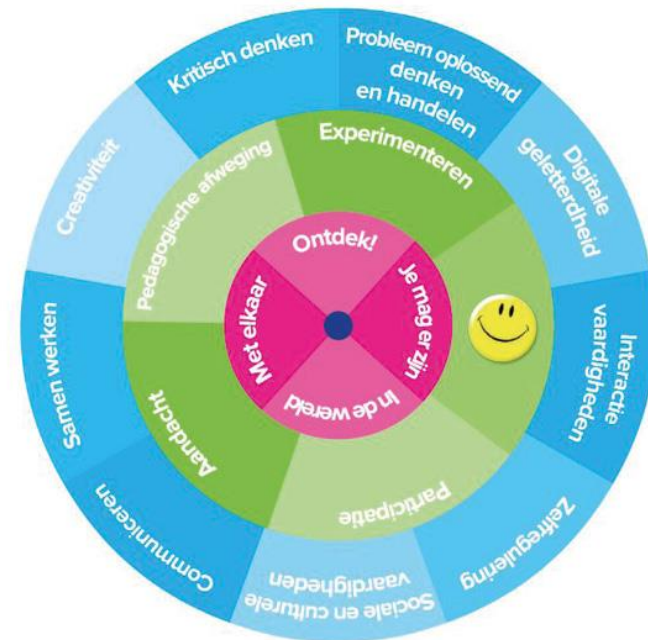 Kritisch denken
Probleem oplossend
denken
en handelen
Digitale
geletterdheid
Interactie
vaardigheden
Zelfregulering
Sociale en culturele
vaardigheden
Communiceren
Samen werken
Creativiteit
Pedagogische afweging
Experimenteren
Participatie
Aandacht
Ontdek!
Je mag er zijn
In de wereld
Met elkaar